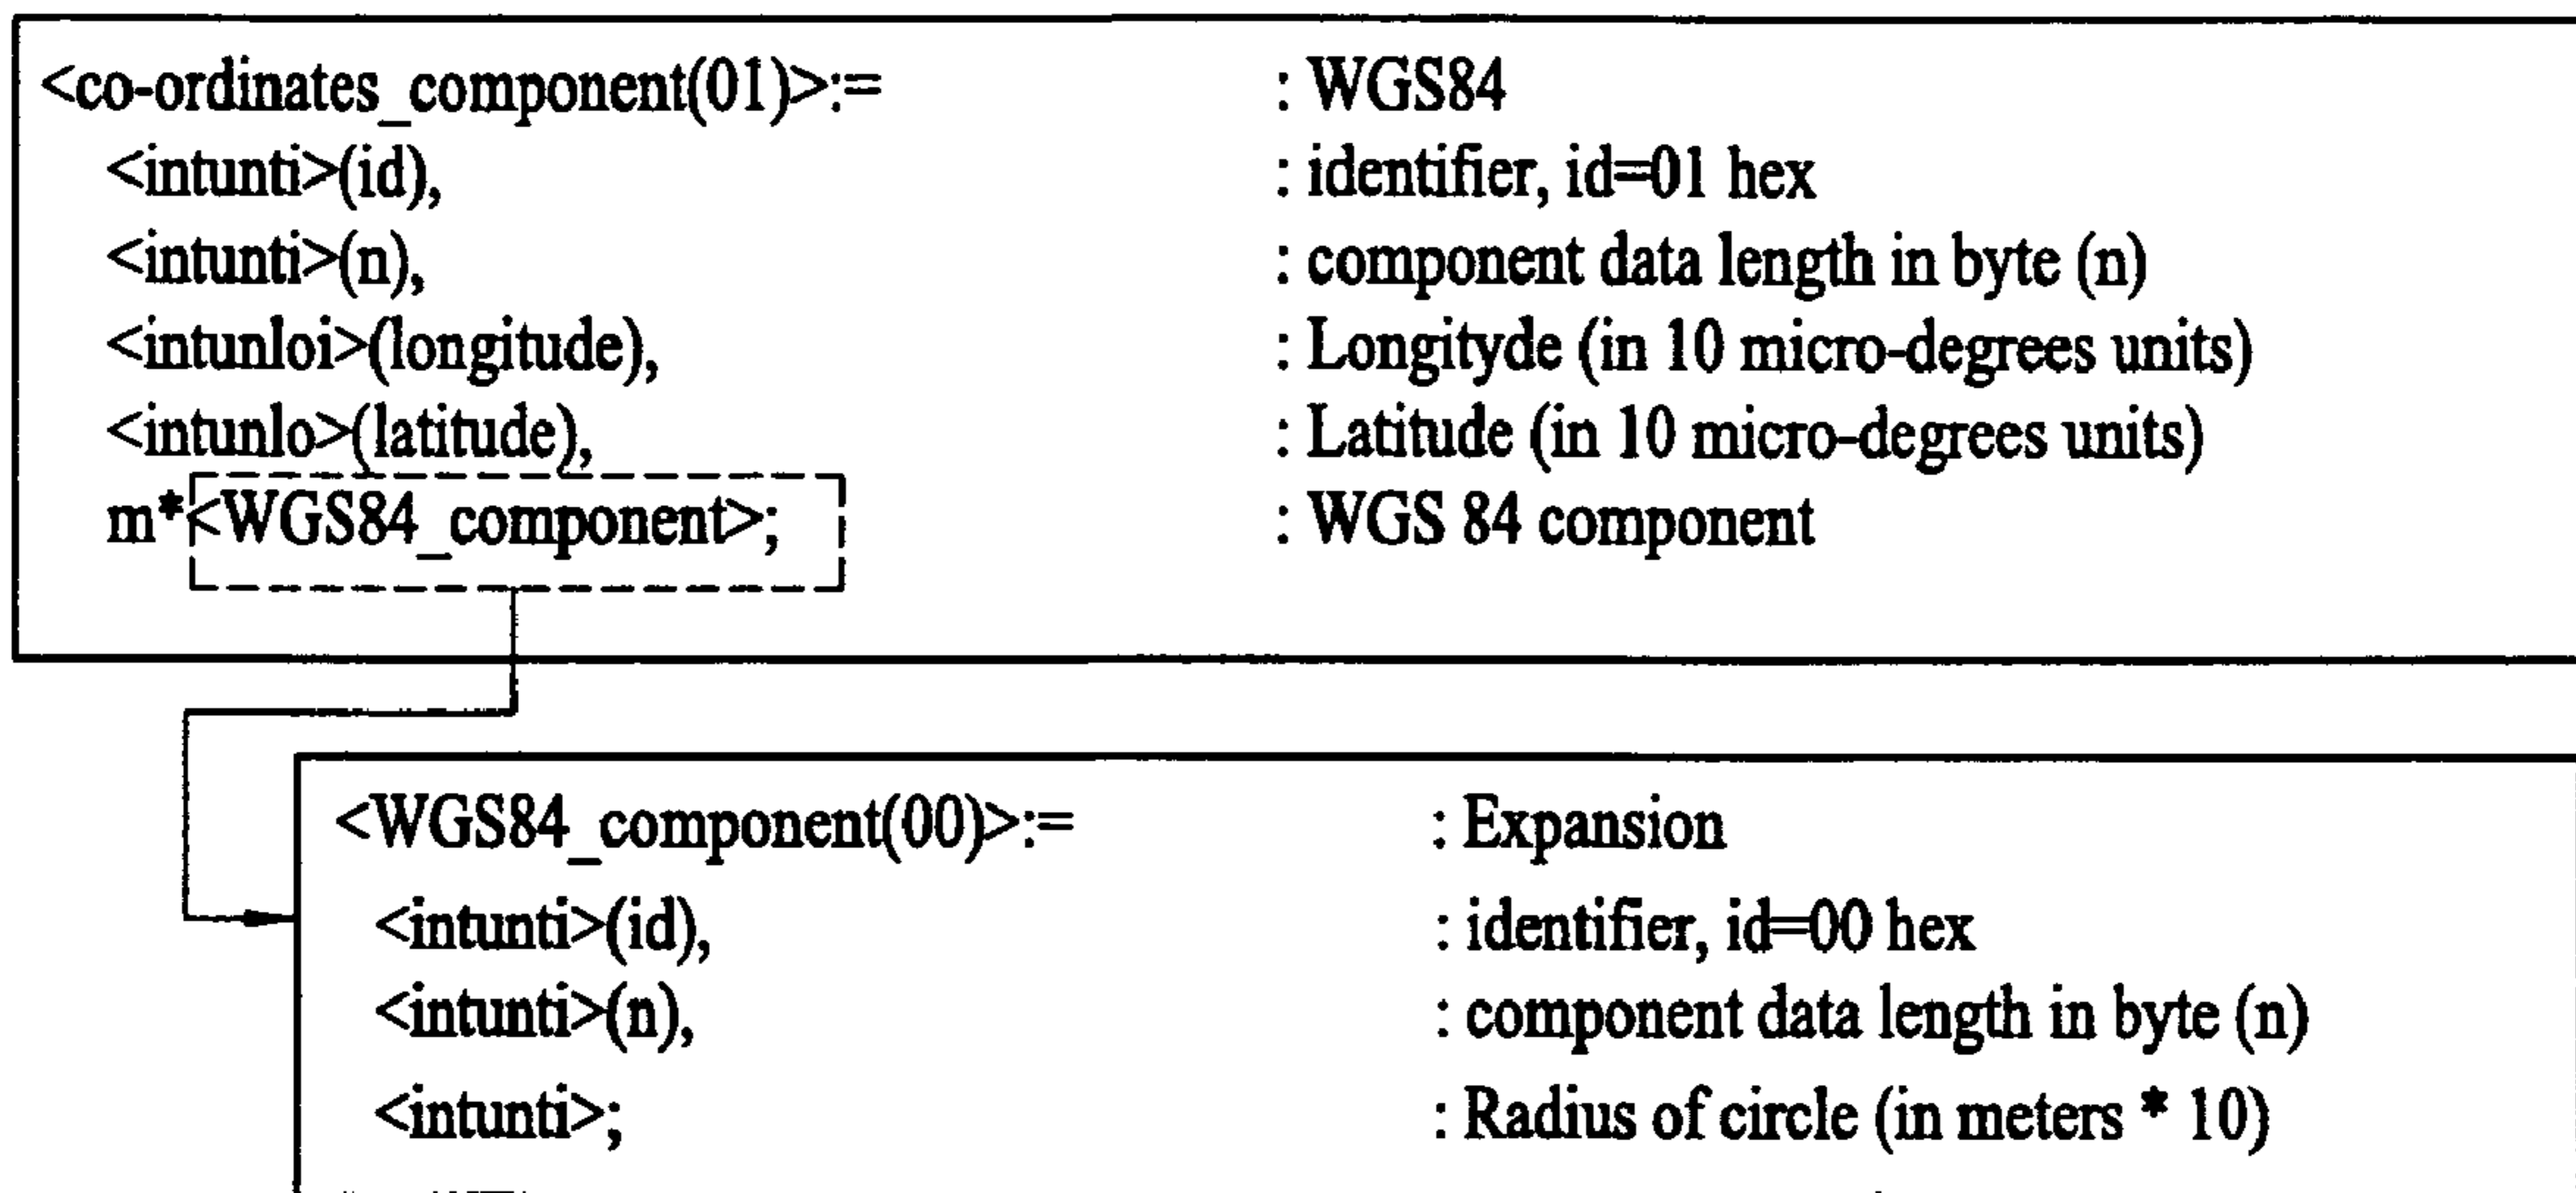 <co-ordinates_component(01)>:= : WGS84
<intunti>(id), : identifier, id=01 hex
<intunti>(n), : component data length in byte (n)
<intunloi>(longitude), : Longityde (in 10 micro-degrees units)
<intunlo>(latitude), : Latitude (in 10 micro-degrees units)
m*<WGS84_component>; : WGS 84 component
<WGS84_component(00)>:= : Expansion
<intunti>(id), : identifier, id=00 hex
<intunti>(n), : component data length in byte (n)
<intunti>; : Radius of circle (in meters * 10)